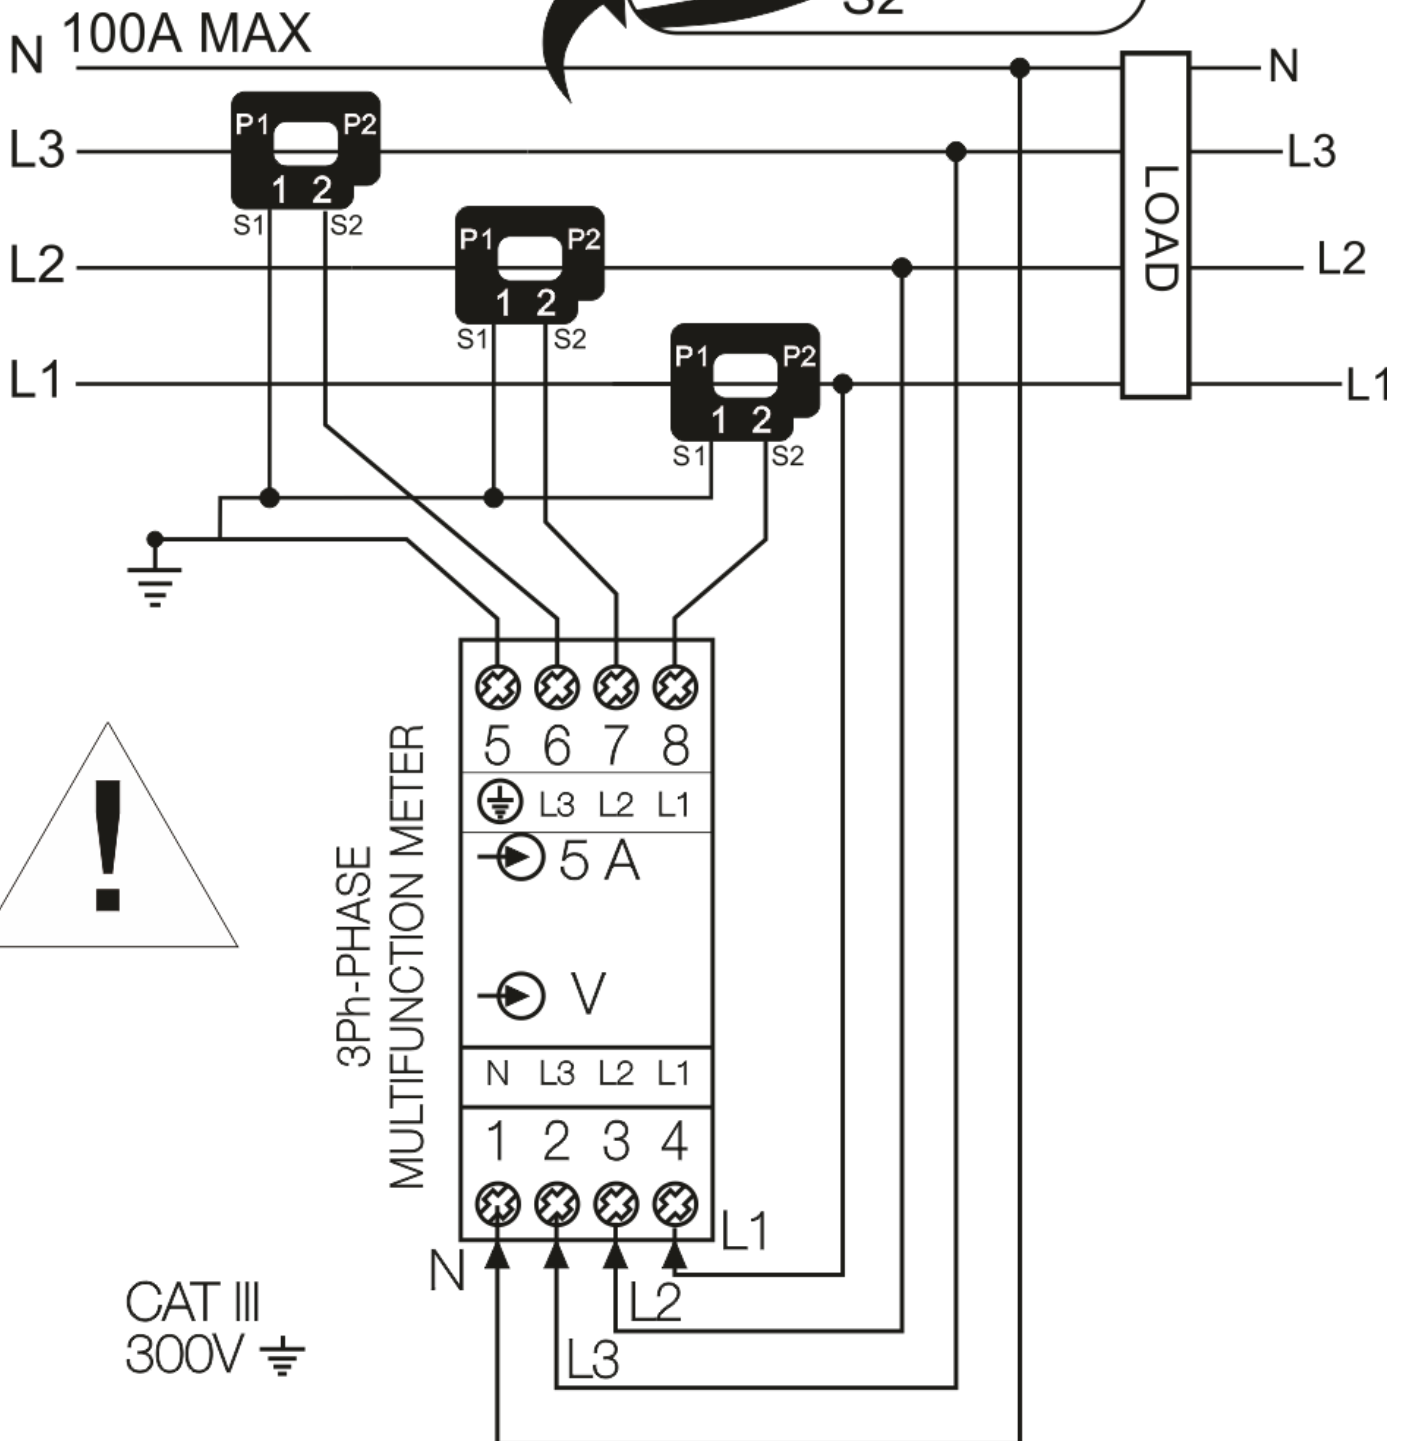 S2
100A MAX
N
N
P1 P2
L3
L3
1 2
S1 S2
P1 P2
L2
L2
1 2
S1 S2
LOAD
P1 P2
L1
L1
1 2
S1 S2
5 6 7 8
L3 L2 L1
5 A
V
3Ph-PHASE
MULTIFUNCTION METER
N L3 L2 L1
1 2 3 4
L1
N
L2
L3
!
CAT III
300V